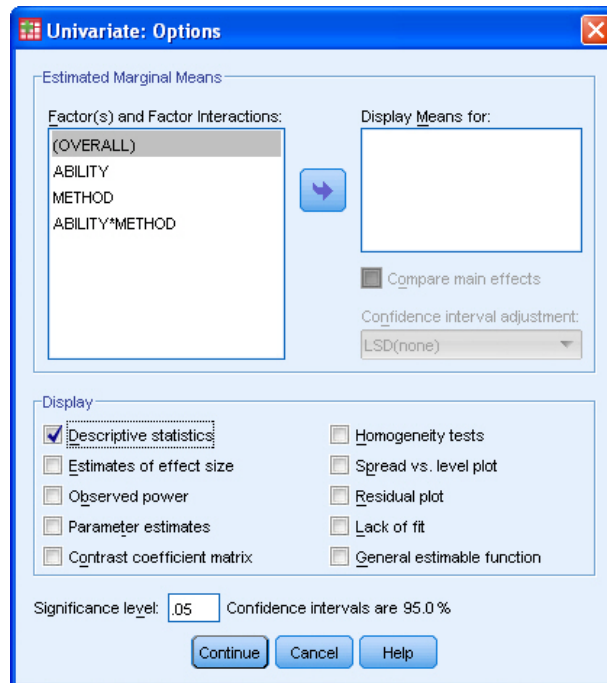 Univariate: Options
Estimated Marginal Means
Factor(s) and Factor Interactions:
(OVERALL)
ABILITY
METHOD
ABILITY*METHOD
Display Means for:
Compare main effects
Confidence interval adjustment:
LSD(none)
Display
Descriptive statistics
Homogeneity tests
Estimates of effect size
Spread vs. level plot
Observed power
Residual plot
Parameter estimates
Lack of fit
Contrast coefficient matrix
General estimable function
Significance level: .05 Confidence intervals are 95.0 %
Continue Cancel Help